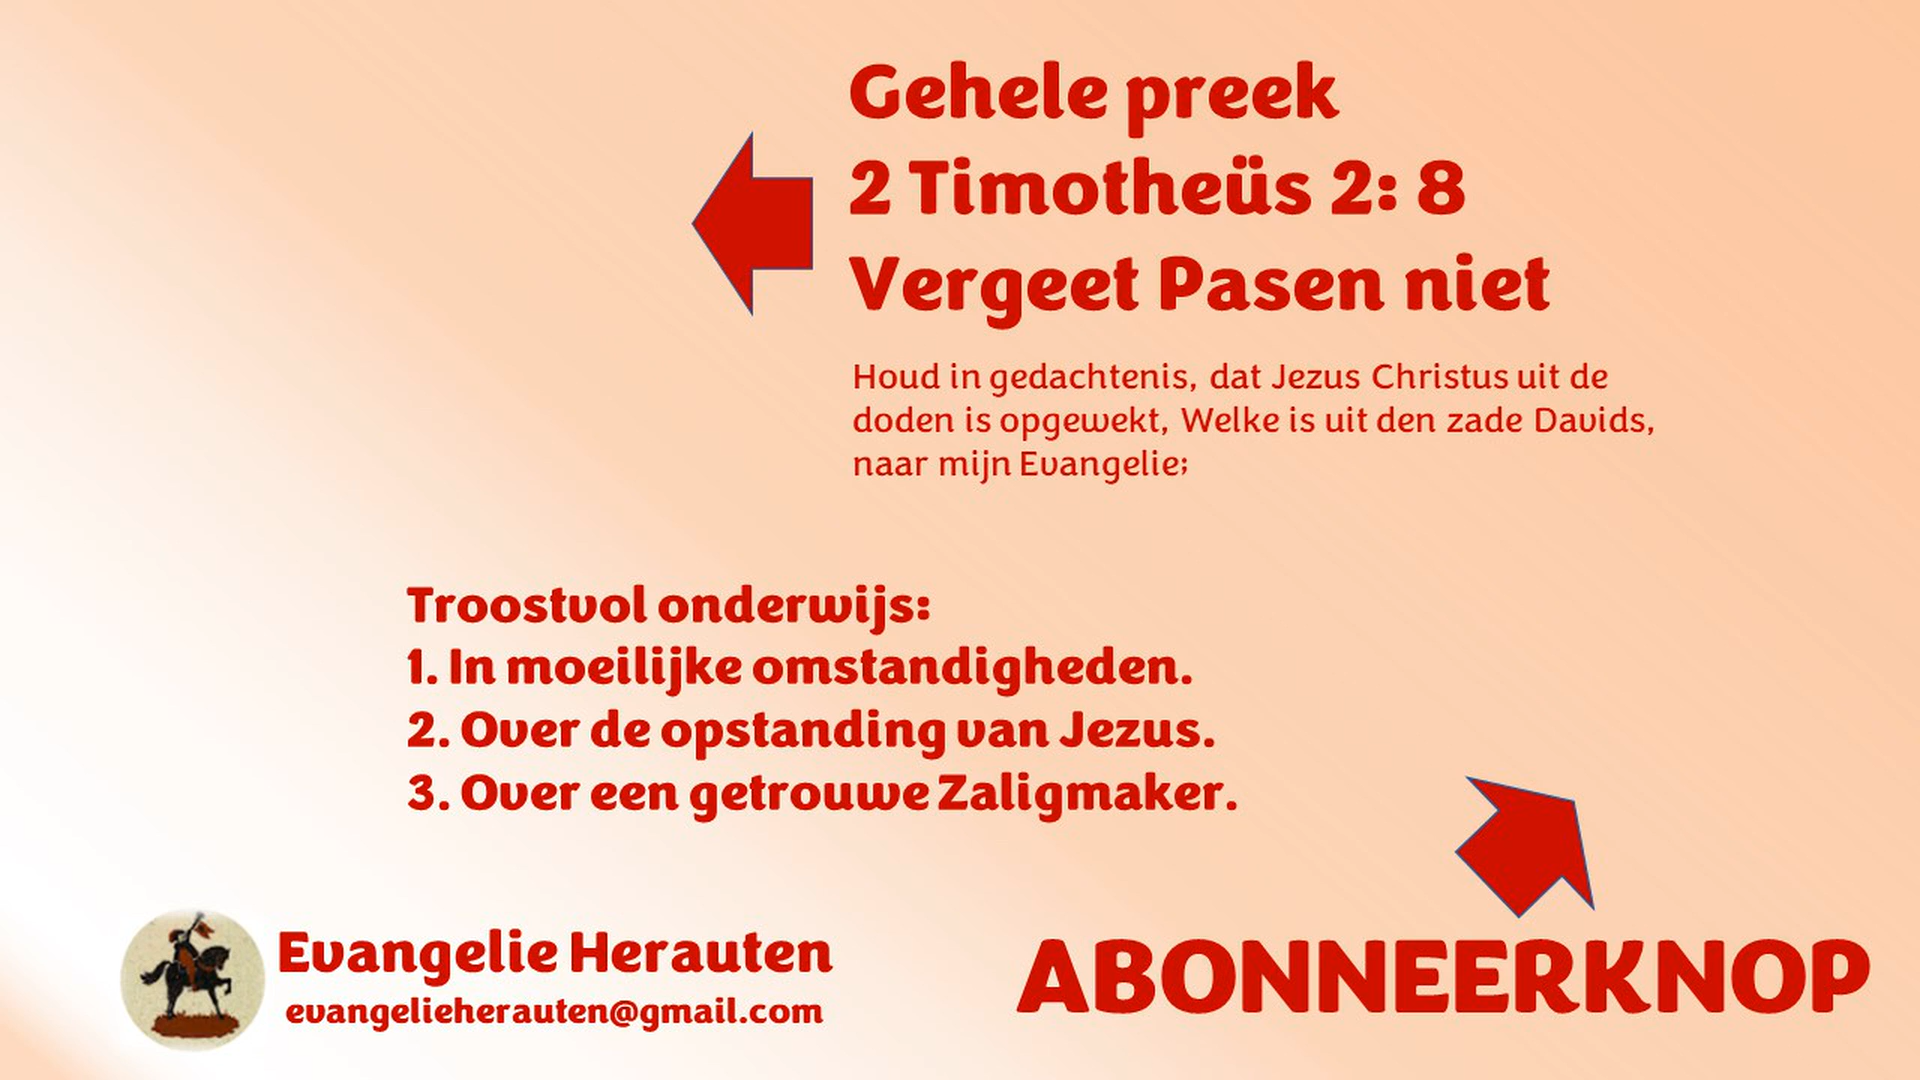 Gehele preek
2 Timotheüs 2: 8
Vergeet Pasen niet
Houd in gedachtenis, dat Jezus Christus uit de
doden is opgewekt, Welke is uit den zade Davids,
naar mijn Evangelie;
Troostvol onderwijs:
1. In moeilijke omstandigheden.
2. Over de opstanding van Jezus.
3. Over een getrouwe Zaligmaker.
Evangelie Herauten
evangelieherauten@gmail.com
ABONNEERKNOP